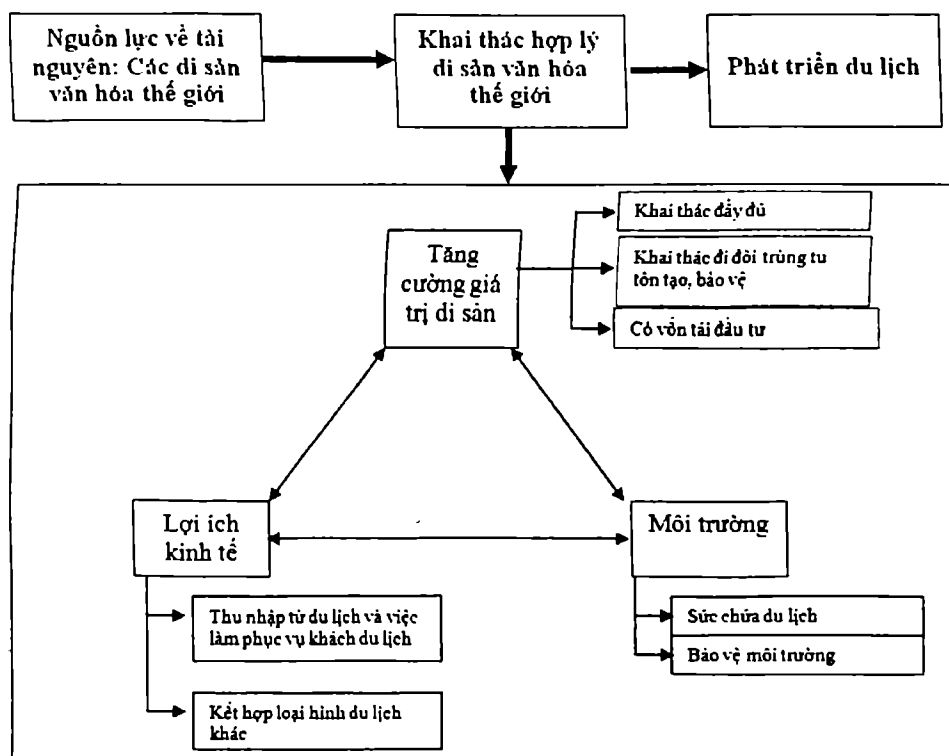 Nguồn lực về tài
nguyên: Các di sản
văn hóa thế giới
Khai thác hợp lý
di sản văn hóa
thế giới
Phát triển du lịch
Tăng
cường giá
trị di sản
Khai thác đầy đủ
Khai thác đi đôi trùng tu
tôn tạo, bảo vệ
Có vốn tái đầu tư
Lợi ích
kinh tế
Môi trường
Thu nhập từ du lịch và việc
làm phục vụ khách du lịch
Kết hợp loại hình du lịch
khác
Sức chứa du lịch
Bảo vệ môi trường